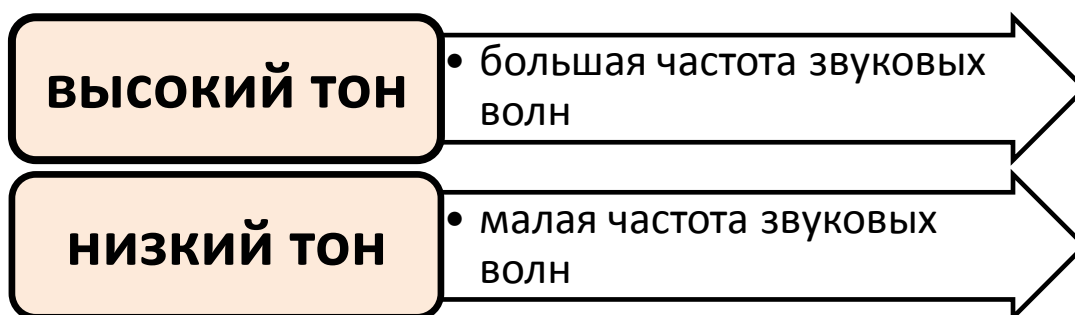 высокий тон
• большая частота звуковых
волн
низкий тон
• малая частота звуковых
волн